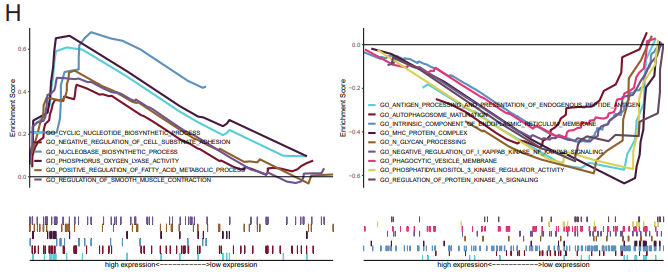 H
Enrichment Score
0.6
0.4
0.2
0.0
GO_CYCLIC_NUCLEOTIDE_BIOSYNTHETIC_PROCESS
GO_NEGATIVE_REGULATION_OF_CELL_SUBSTRATE_ADHESION
GO_NUCLEOBASE_BIOSYNTHETIC_PROCESS
GO_PHOSPHORUS_OXYGEN_LYASE_ACTIVITY
GO_POSITIVE_REGULATION_OF_FATTY_ACID_METABOLIC_PROCESS
GO_REGULATION_OF_SMOOTH_MUSCLE_CONTRACTION
high expression<-------------->low expression
Enrichment Score
0.0
-0.2
-0.4
-0.6
GO_ANTIGEN_PROCESSING_AND_PRESENTATION_OF_ENDOGENOUS_PEPTIDE_ANTIGEN
GO_AUTOPHAGOSOME_MATURATION
GO_INTRINSIC_COMPONENT_OF_ENDOPLASMIC_RETICULUM_MEMBRANE
GO_MHC_PROTEIN_COMPLEX
GO_N_GLYCAN_PROCESSING
GO_NEGATIVE_REGULATION_OF_I_KAPPAB_KINASE_NF_KAPPAB_SIGNALING
GO_PHAGOCYTIC_VESICLE_MEMBRANE
GO_PHOSPHATIDYLINOSITOL_3_KINASE_REGULATOR_ACTIVITY
GO_REGULATION_OF_PROTEIN_KINASE_A_SIGNALING
high expression<-------------->low expression